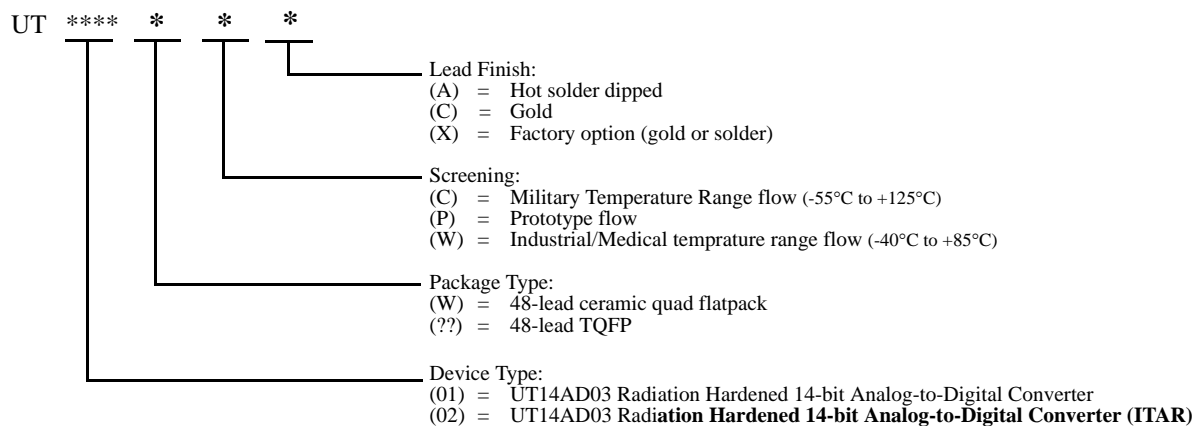 UT **** * * *
Lead Finish:
(A) = Hot solder dipped
(C) = Gold
(X) = Factory option (gold or solder)
Screening:
(C) = Military Temperature Range flow (-55°C to +125°C)
(P) = Prototype flow
(W) = Industrial/Medical temprature range flow (-40°C to +85°C)
Package Type:
(W) = 48-lead ceramic quad flatpack
(??) = 48-lead TQFP
Device Type:
(01) = UT14AD03 Radiation Hardened 14-bit Analog-to-Digital Converter
(02) = UT14AD03 Radiation Hardened 14-bit Analog-to-Digital Converter (ITAR)